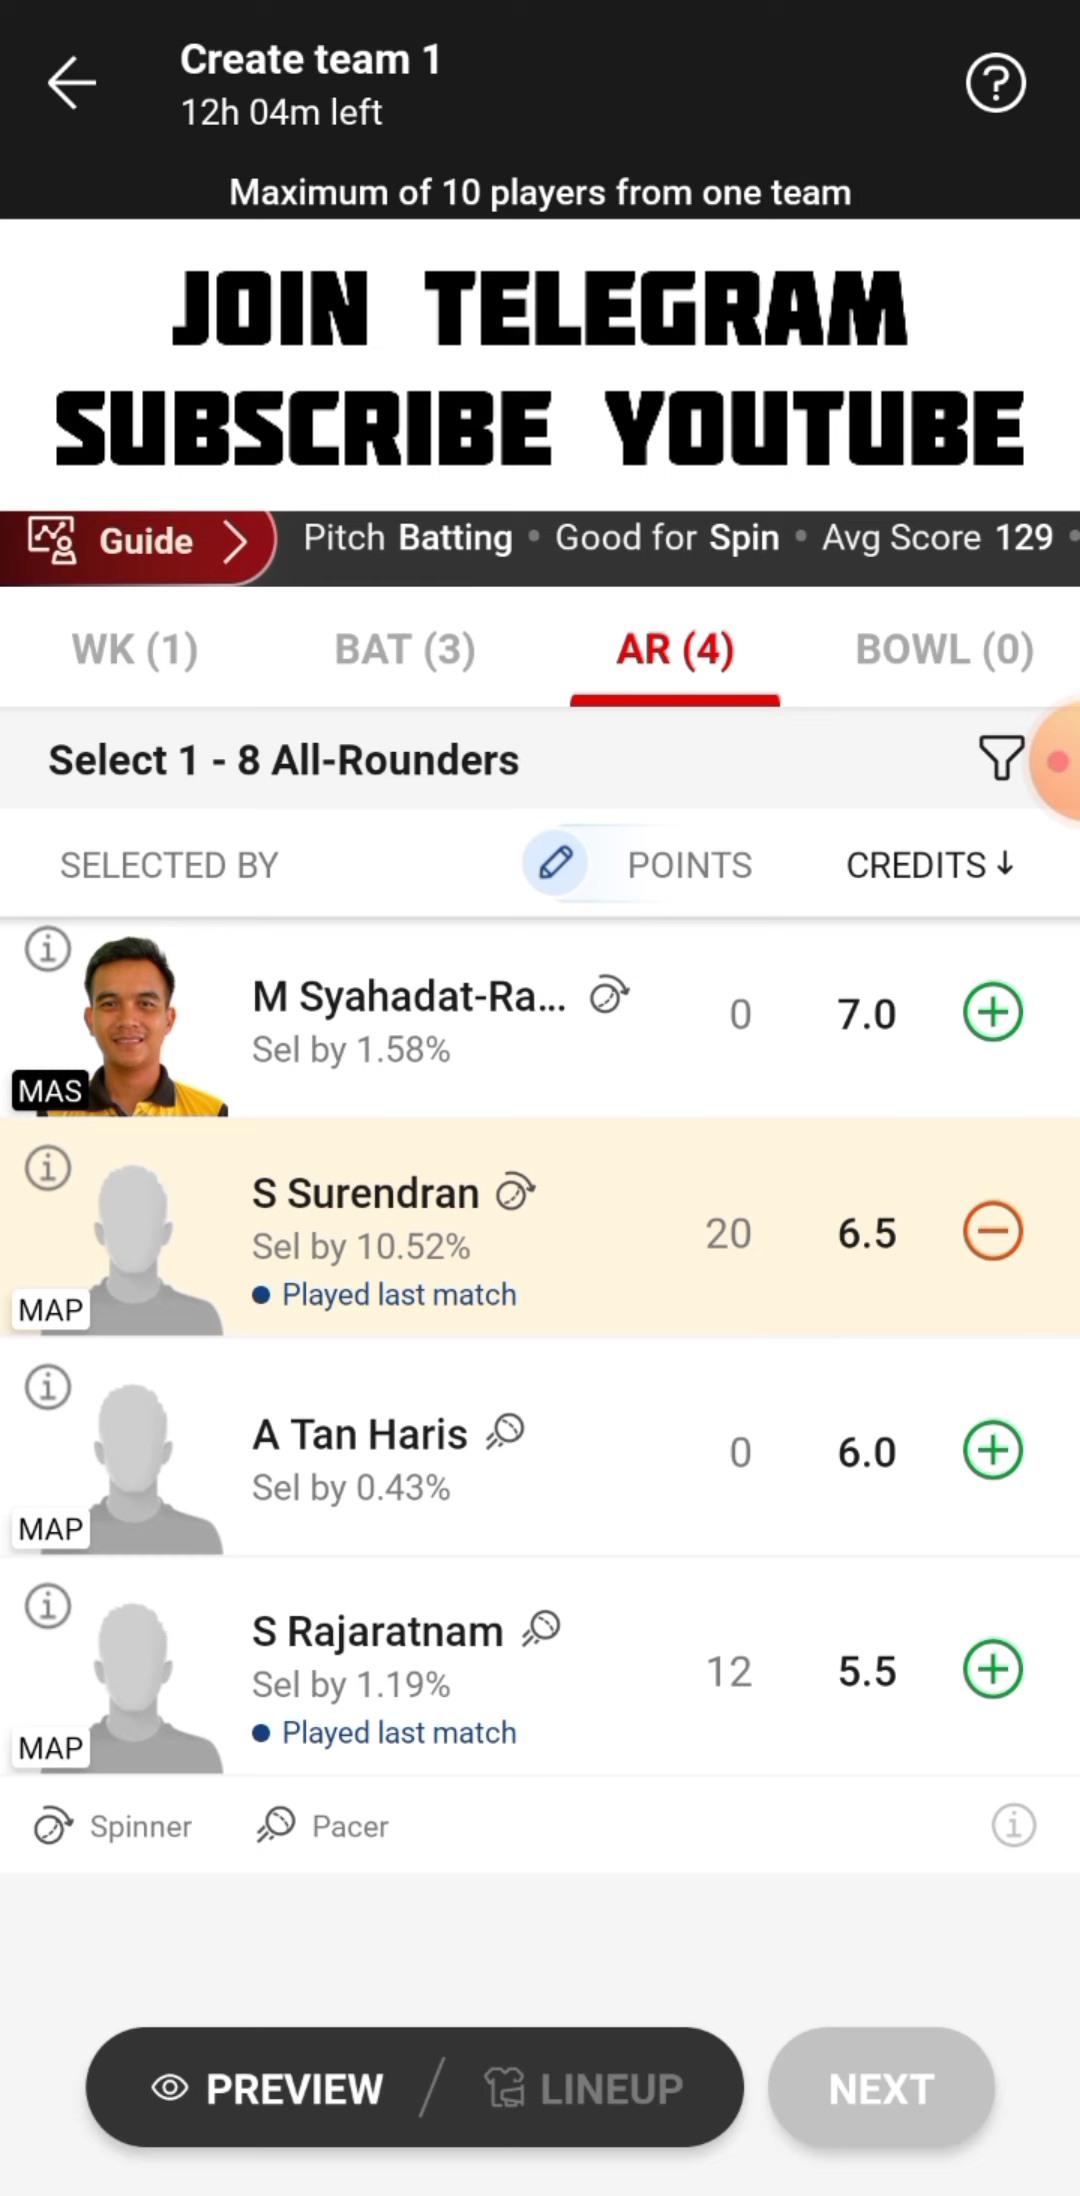 Create team 1
12h 04m left
Maximum of 10 players from one team
JOIN TELEGRAM
SUBSCRIBE YOUTUBE
Guide Pitch Batting • Good for Spin • Avg Score 129 •
WK (1) BAT (3) AR (4) BOWL (0)
Select 1 - 8 All-Rounders
SELECTED BY POINTS CREDITS ↓
M Syahadat-Ra... 0 7.0
Sel by 1.58%
MAS
S Surendran 20 6.5
Sel by 10.52%
• Played last match
MAP
A Tan Haris 0 6.0
Sel by 0.43%
MAP
S Rajaratnam 12 5.5
Sel by 1.19%
• Played last match
MAP
Spinner Pacer
PREVIEW / LINEUP NEXT